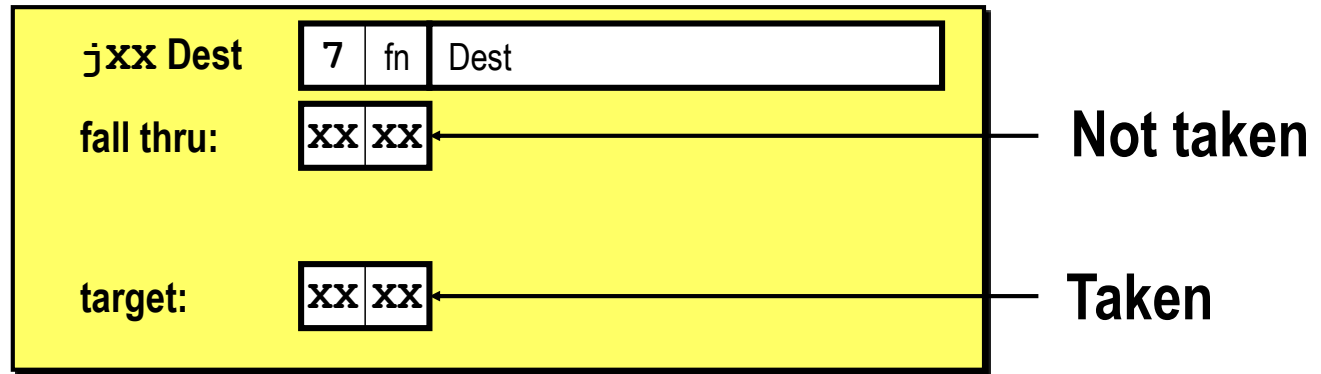 jXX Dest 7 fn Dest
fall thru: XX XX Not taken
target: XX XX Taken